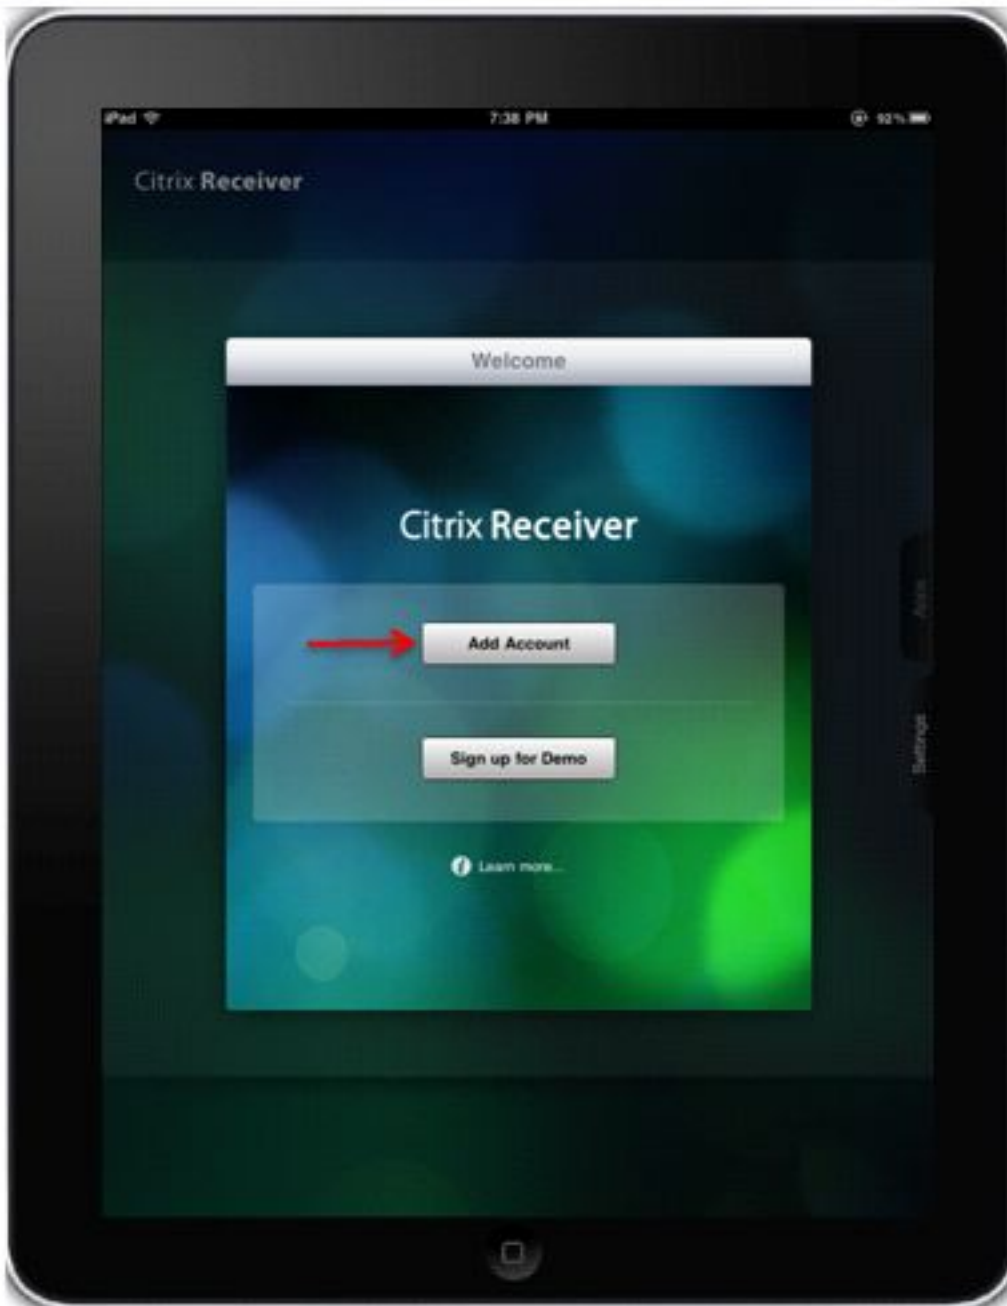 iPad
7:38 PM
92%
Citrix Receiver
Welcome
Citrix Receiver
Add Account
Sign up for Demo
Learn more...
Apps
Settings